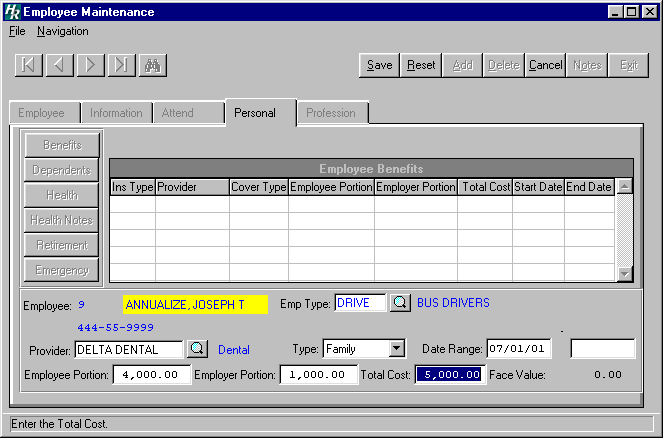 HR Employee Maintenance
File Navigation
Save Reset Add Delete Cancel Notes Exit
Employee Information Attend Personal Profession
Benefits
Dependents
Health
Health Notes
Retirement
Emergency
Employee Benefits
Ins Type Provider Cover Type Employee Portion Employer Portion Total Cost Start Date End Date
Employee: 9 ANNUALIZE, JOSEPH T Emp Type: DRIVE BUS DRIVERS
444-55-9999
Provider: DELTA DENTAL Dental Type: Family Date Range: 07/01/01 -
Employee Portion: 4,000.00 Employer Portion: 1,000.00 Total Cost: 5,000.00 Face Value: 0.00
Enter the Total Cost.